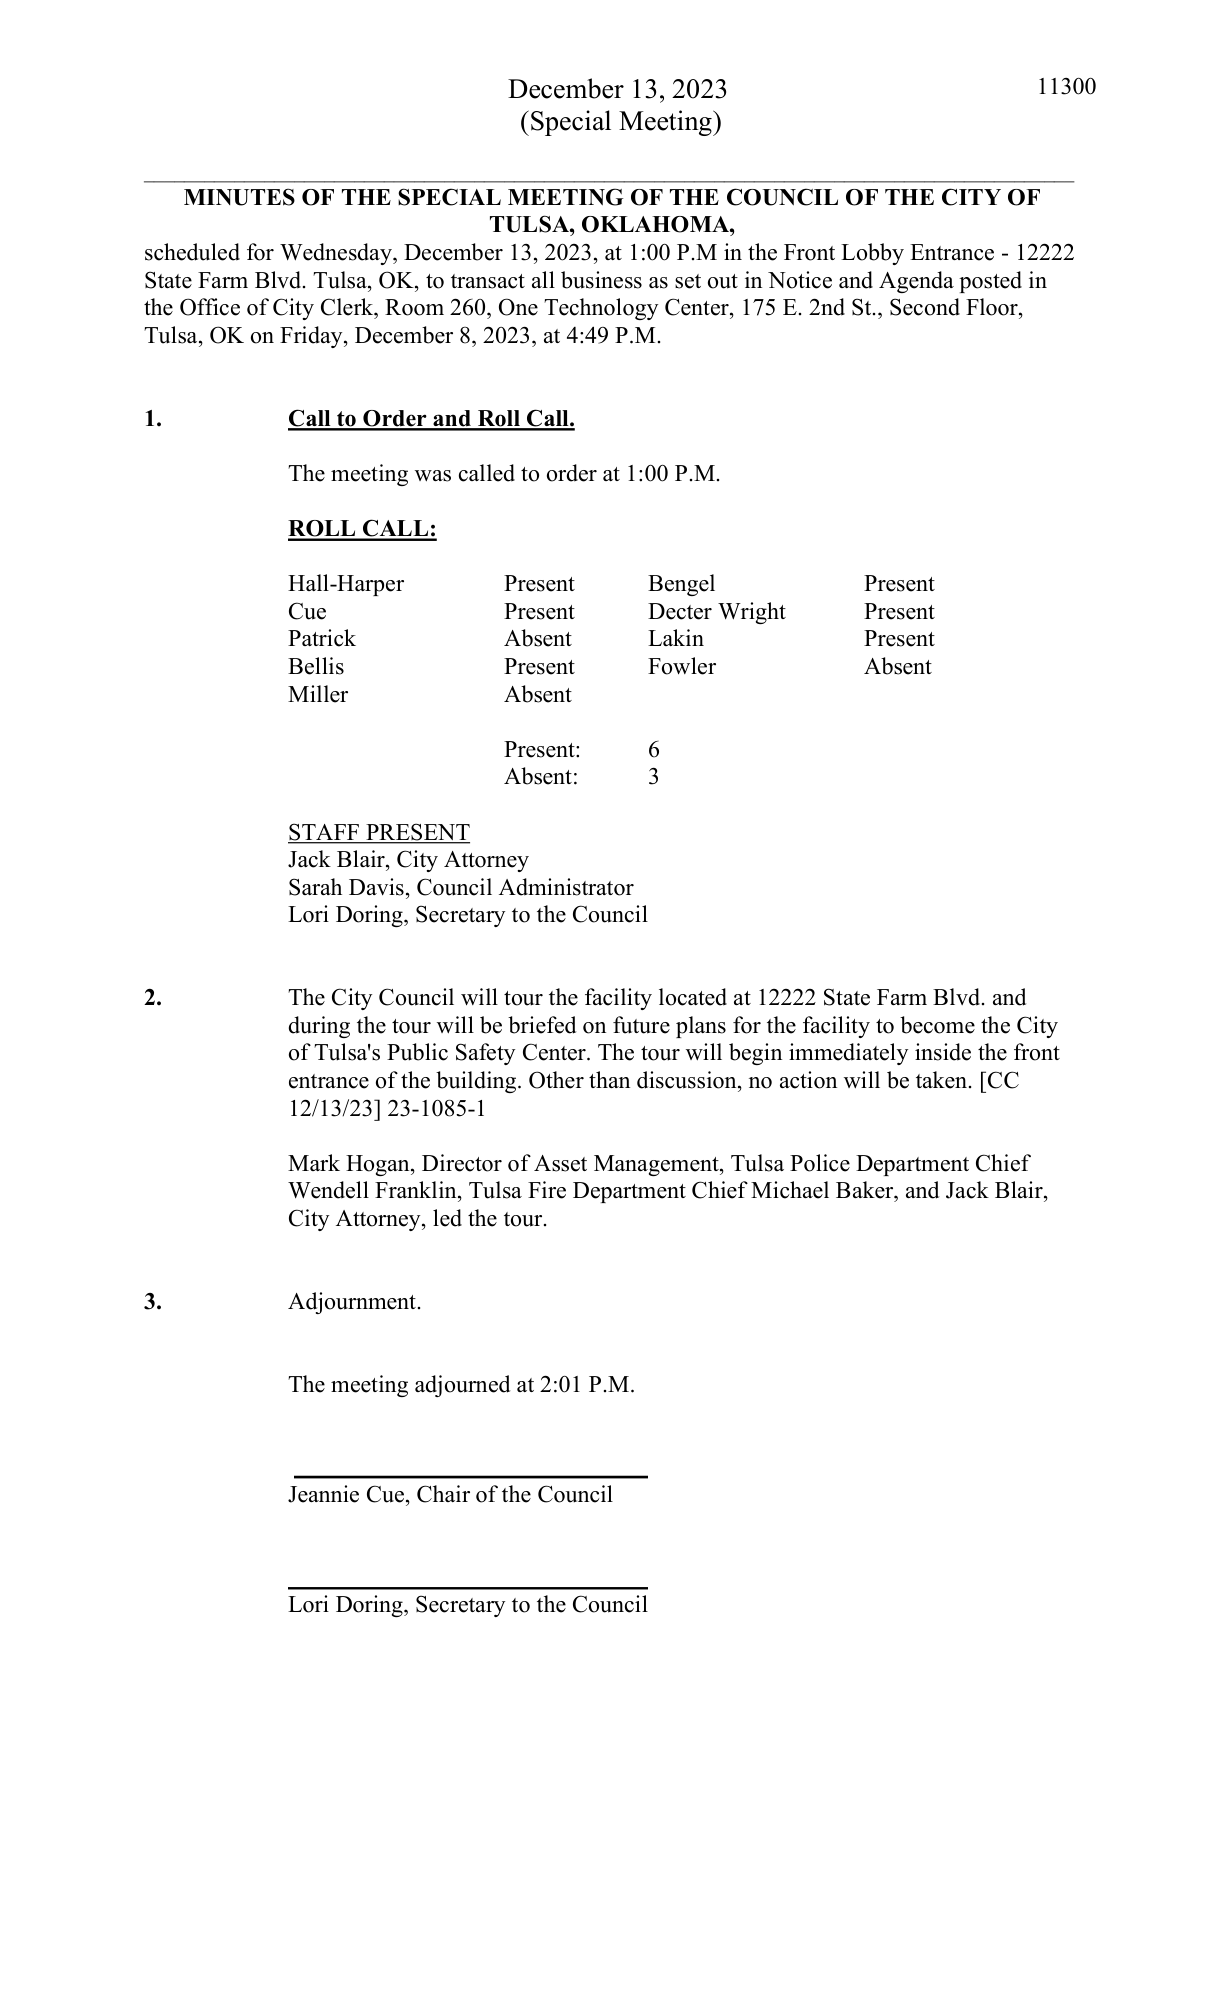 December 13, 2023 11300
(Special Meeting)
MINUTES OF THE SPECIAL MEETING OF THE COUNCIL OF THE CITY OF
TULSA, OKLAHOMA,
scheduled for Wednesday, December 13, 2023, at 1:00 P.M in the Front Lobby Entrance - 12222
State Farm Blvd. Tulsa, OK, to transact all business as set out in Notice and Agenda posted in
the Office of City Clerk, Room 260, One Technology Center, 175 E. 2nd St., Second Floor,
Tulsa, OK on Friday, December 8, 2023, at 4:49 P.M.
1. Call to Order and Roll Call.
The meeting was called to order at 1:00 P.M.
ROLL CALL:
Hall-Harper Present Bengel Present
Cue Present Decter Wright Present
Patrick Absent Lakin Present
Bellis Present Fowler Absent
Miller Absent
Present: 6
Absent: 3
STAFF PRESENT
Jack Blair, City Attorney
Sarah Davis, Council Administrator
Lori Doring, Secretary to the Council
2. The City Council will tour the facility located at 12222 State Farm Blvd. and
during the tour will be briefed on future plans for the facility to become the City
of Tulsa's Public Safety Center. The tour will begin immediately inside the front
entrance of the building. Other than discussion, no action will be taken. [CC
12/13/23] 23-1085-1
Mark Hogan, Director of Asset Management, Tulsa Police Department Chief
Wendell Franklin, Tulsa Fire Department Chief Michael Baker, and Jack Blair,
City Attorney, led the tour.
3. Adjournment.
The meeting adjourned at 2:01 P.M.
Jeannie Cue, Chair of the Council
Lori Doring, Secretary to the Council